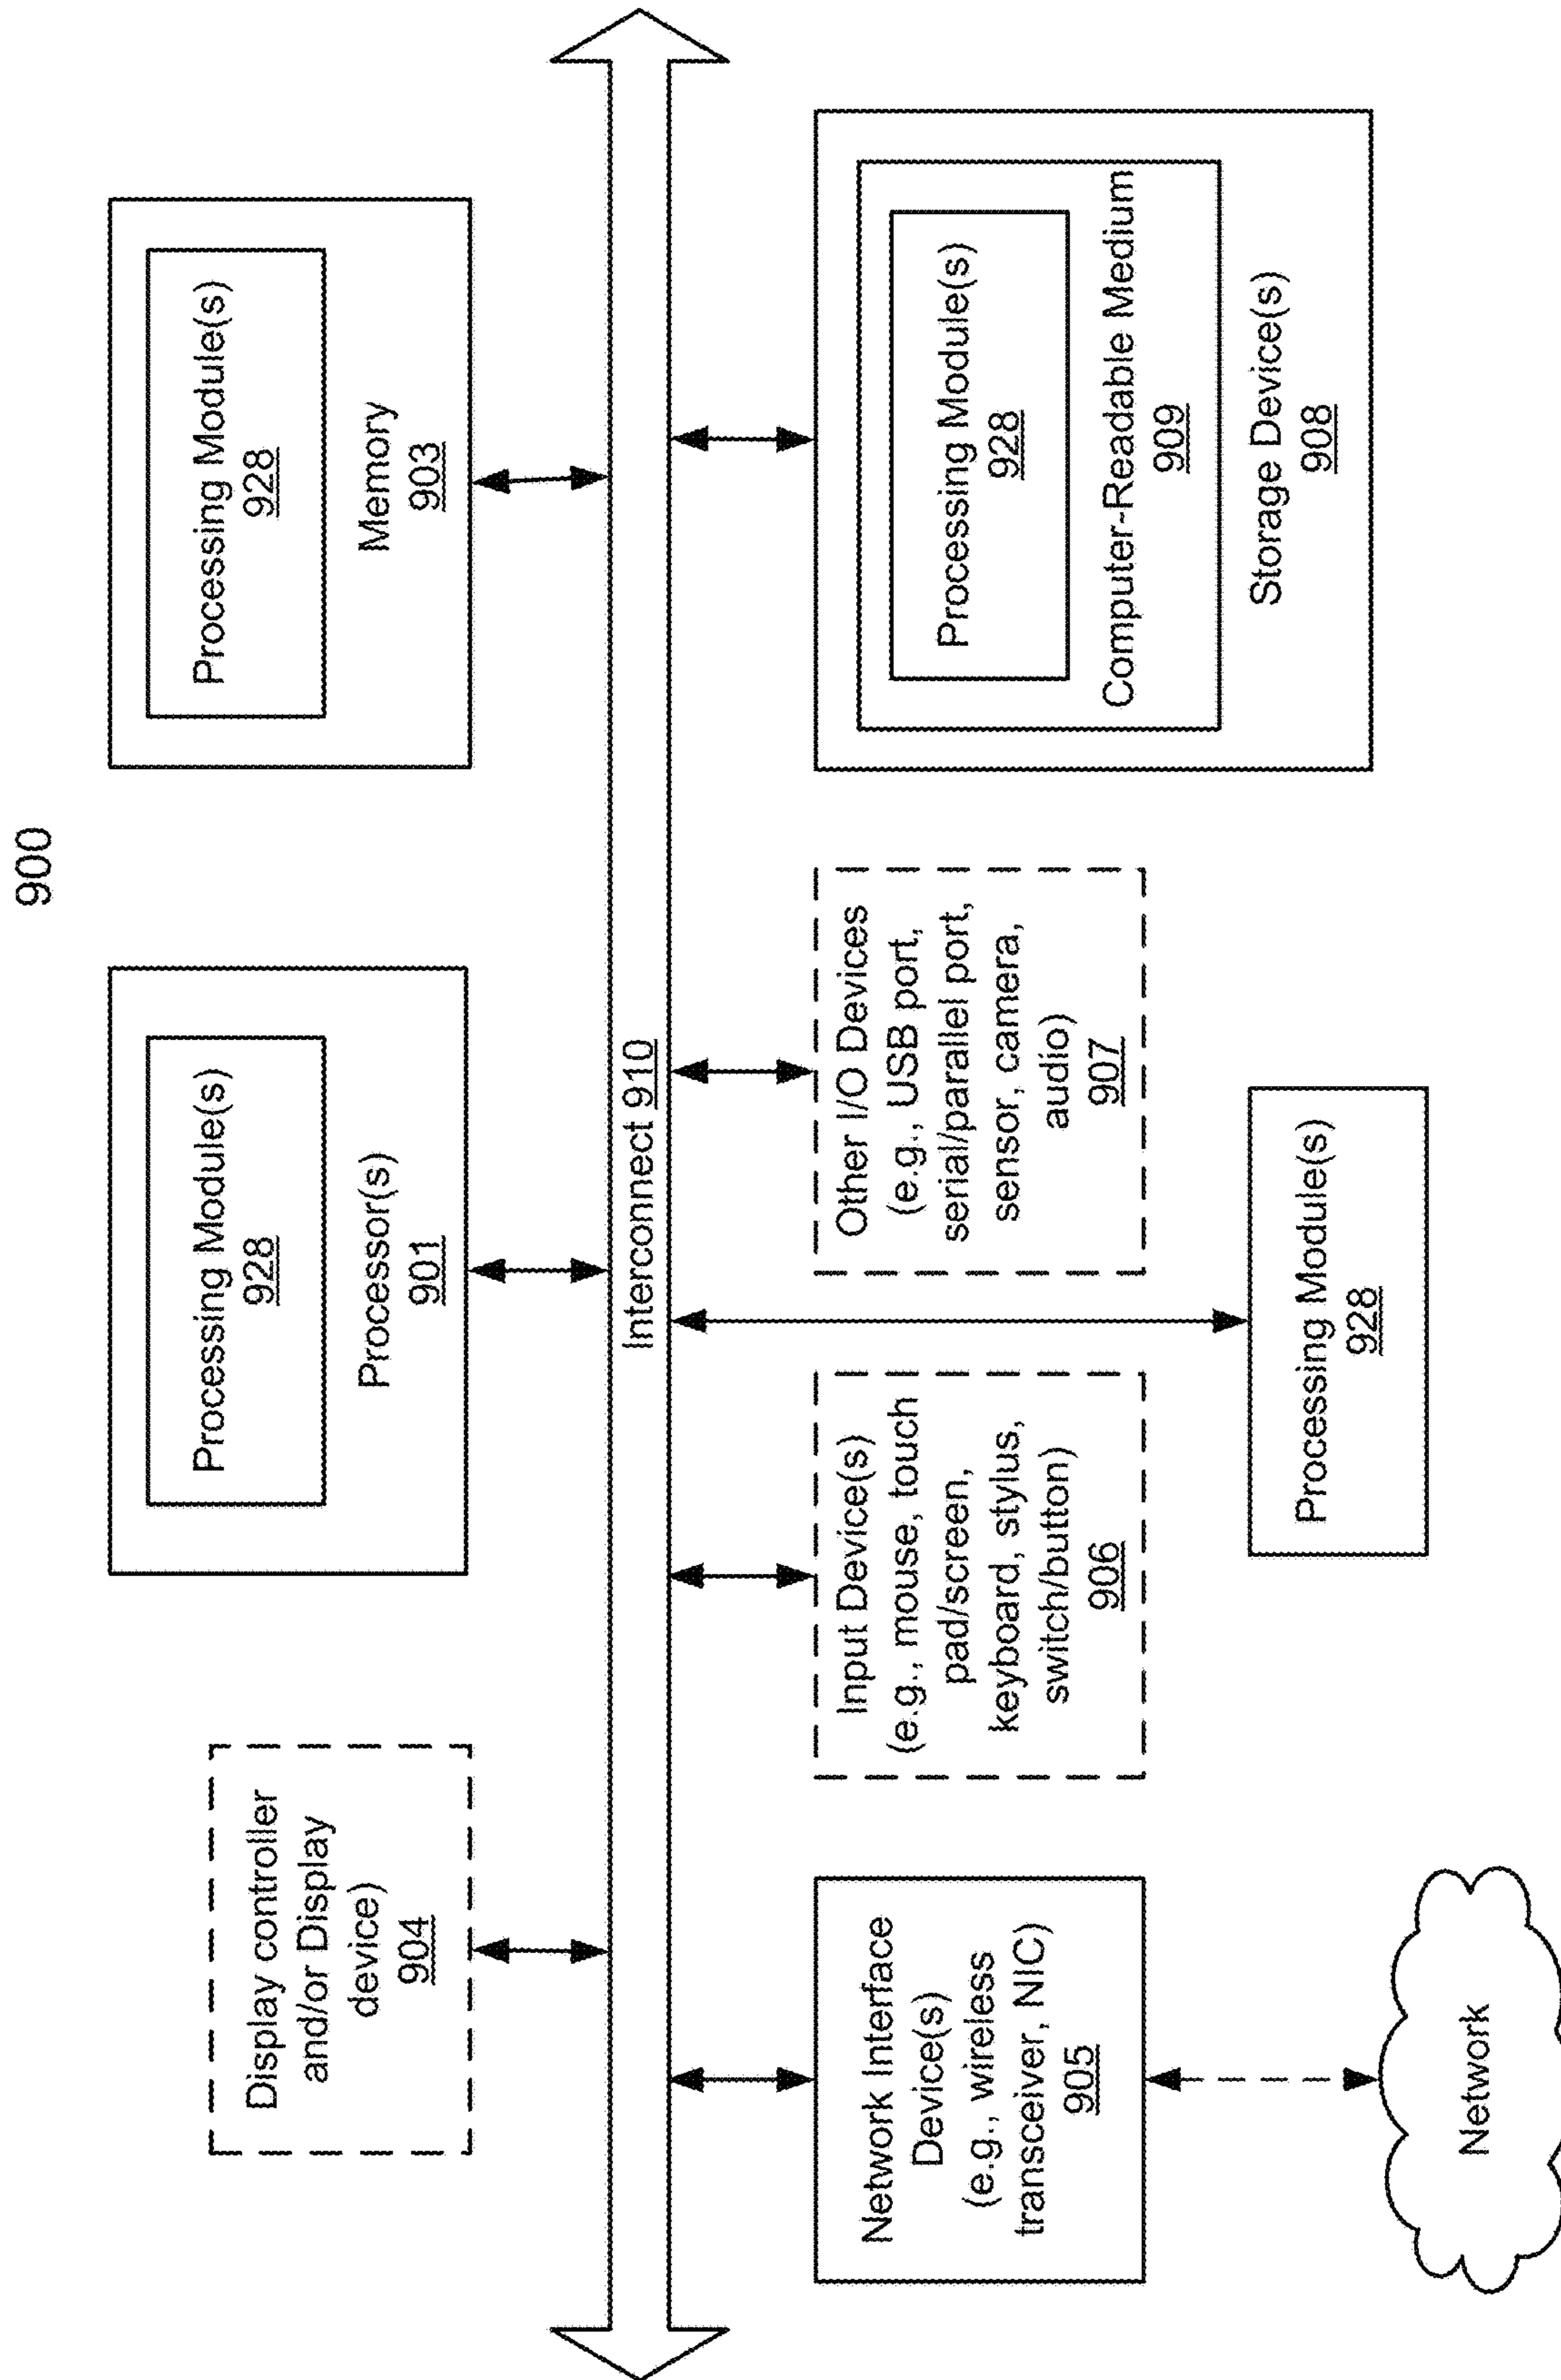 900
Processing Module(s)
928
Processor(s)
901
Processing Module(s)
928
Memory
903
Display controller
and/or Display
device)
904
Interconnect 910
Network Interface
Device(s)
(e.g., wireless
transceiver, NIC)
905
Input Device(s)
(e.g., mouse, touch
pad/screen,
keyboard, stylus,
switch/button)
906
Other I/O Devices
(e.g., USB port,
serial/parallel port,
sensor, camera,
audio)
907
Processing Module(s)
928
Computer-Readable Medium
909
Storage Device(s)
908
Processing Module(s)
928
Network